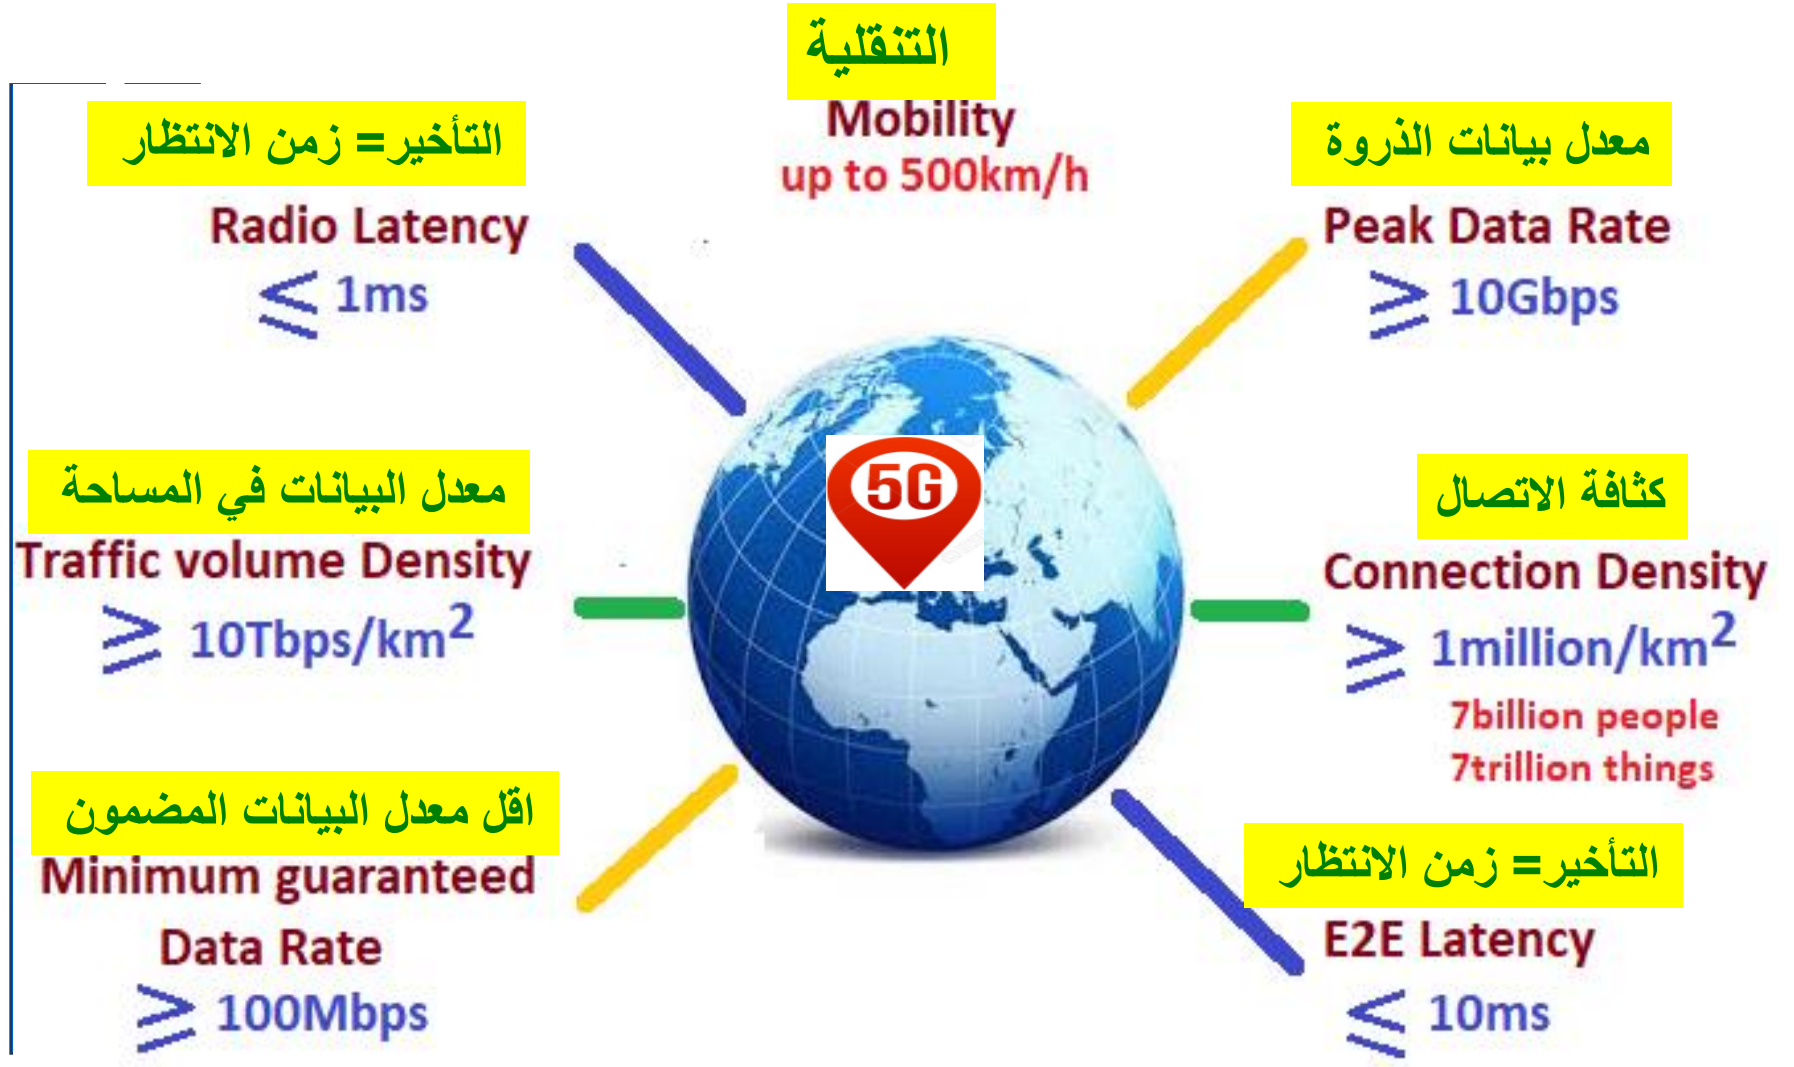 التنقلية
Mobility
up to 500km/h
التأخير= زمن الانتظار
Radio Latency
≤ 1ms
معدل بيانات الذروة
Peak Data Rate
≥ 10Gbps
5G
معدل البيانات في المساحة
Traffic volume Density
≥ 10Tbps/km²
كثافة الاتصال
Connection Density
≥ 1million/km²
7billion people
7trillion things
اقل معدل البيانات المضمون
Minimum guaranteed
Data Rate
≥ 100Mbps
التأخير= زمن الانتظار
E2E Latency
≤ 10ms